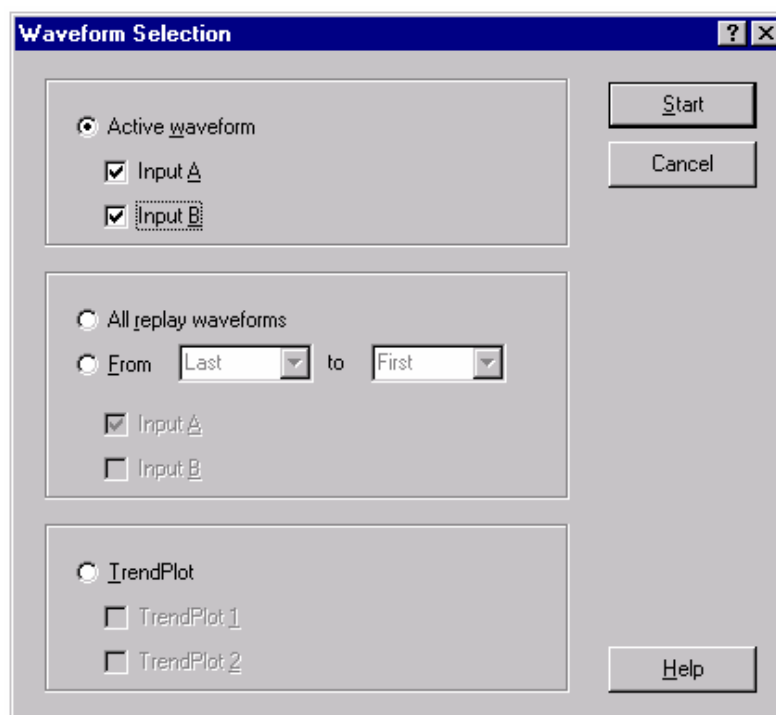 Waveform Selection
Active waveform
Input A
Input B
Start
Cancel
All replay waveforms
From Last to First
Input A
Input B
TrendPlot
TrendPlot 1
TrendPlot 2
Help